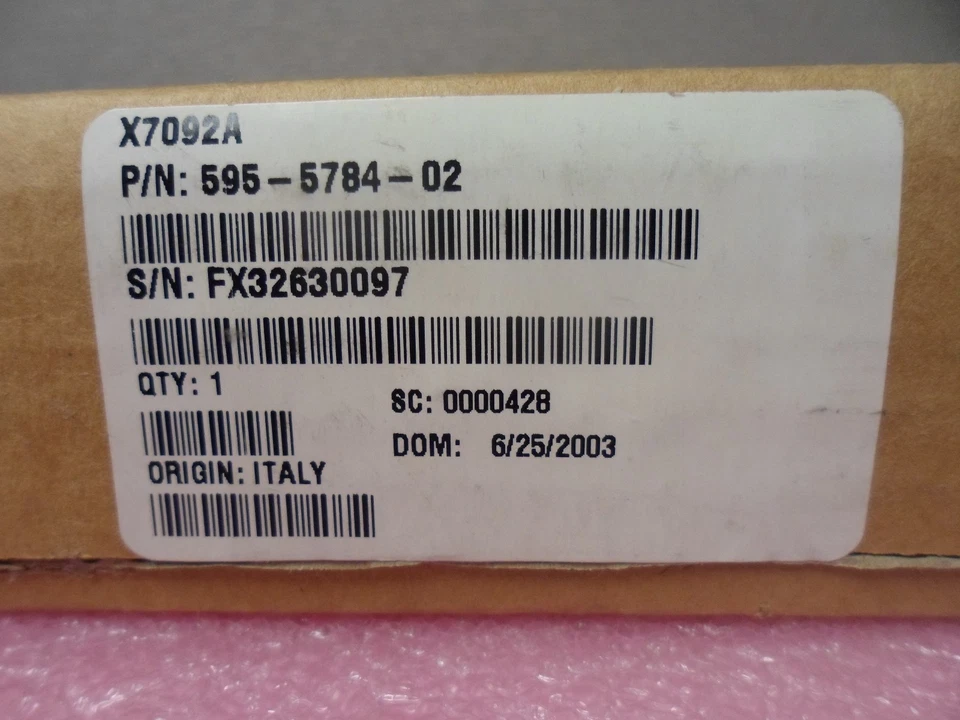 X7092A
P/N: 595-5784-02
S/N: FX32630097
QTY: 1
SC: 0000428
DOM: 6/25/2003
ORIGIN: ITALY